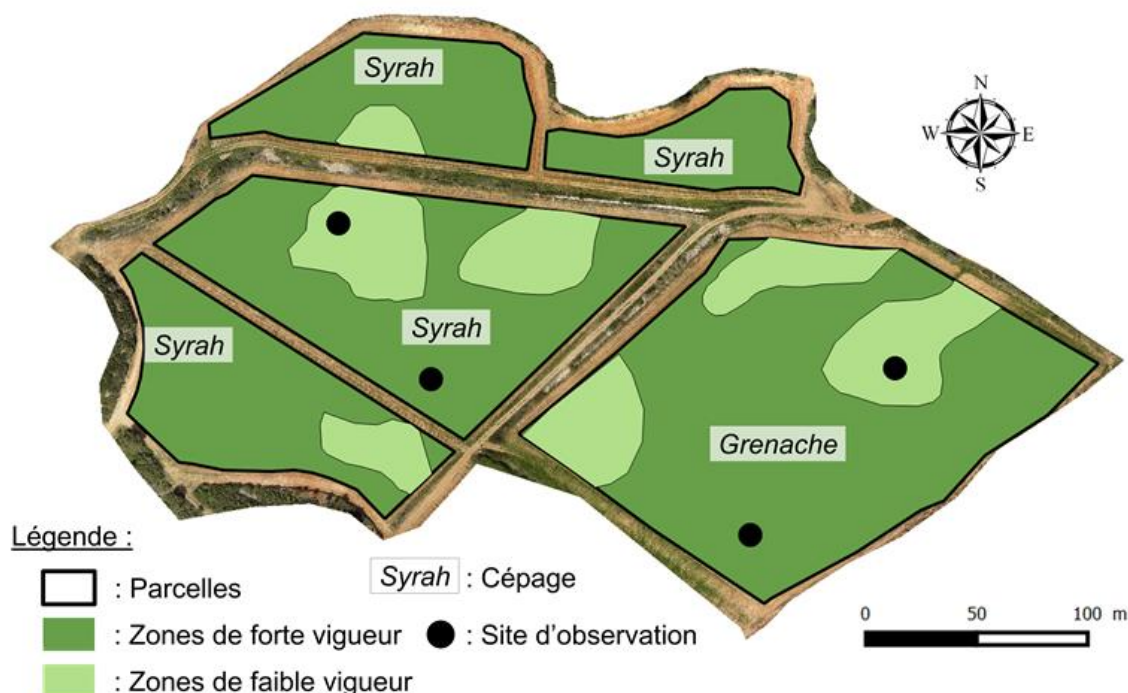 Syrah
Syrah
N
W E
S
Syrah
Syrah
Grenache
Légende :
: Parcelles
Syrah : Cépage
: Zones de forte vigueur
: Site d'observation
: Zones de faible vigueur
0 50 100 m